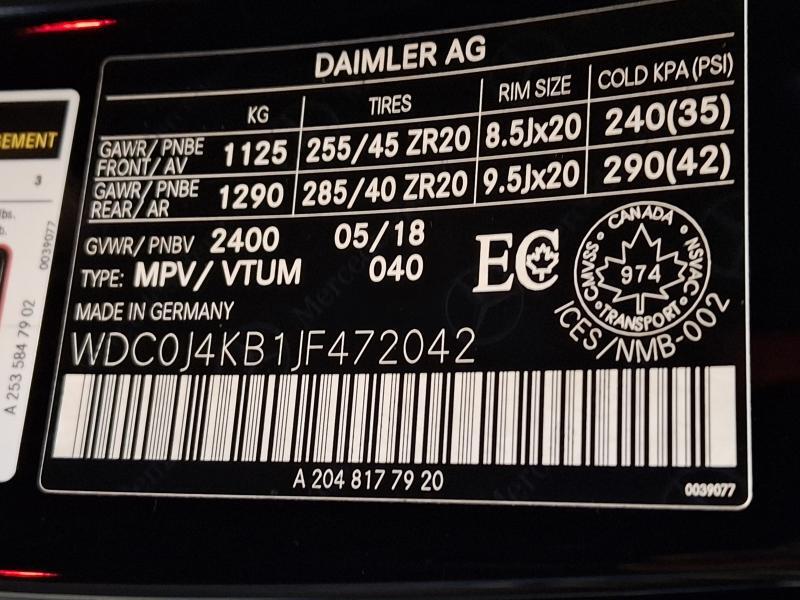 DAIMLER AG
KG TIRES RIM SIZE COLD KPA (PSI)
GAWR/PNBE FRONT/AV 1125 255/45 ZR20 8.5Jx20 240(35)
GAWR/PNBE REAR/AR 1290 285/40 ZR20 9.5Jx20 290(42)
GVWR/PNBV 2400 05/18
TYPE: MPV/VTUM 040
MADE IN GERMANY
WDC0J4KB1JF472042
A 204 817 79 20
0039077
EC
CANADA
CMVSS NSVAC
974
TRANSPORT
ICES/NMB-002
EMENT
3
lbs.
0039077
A 253 584 79 02